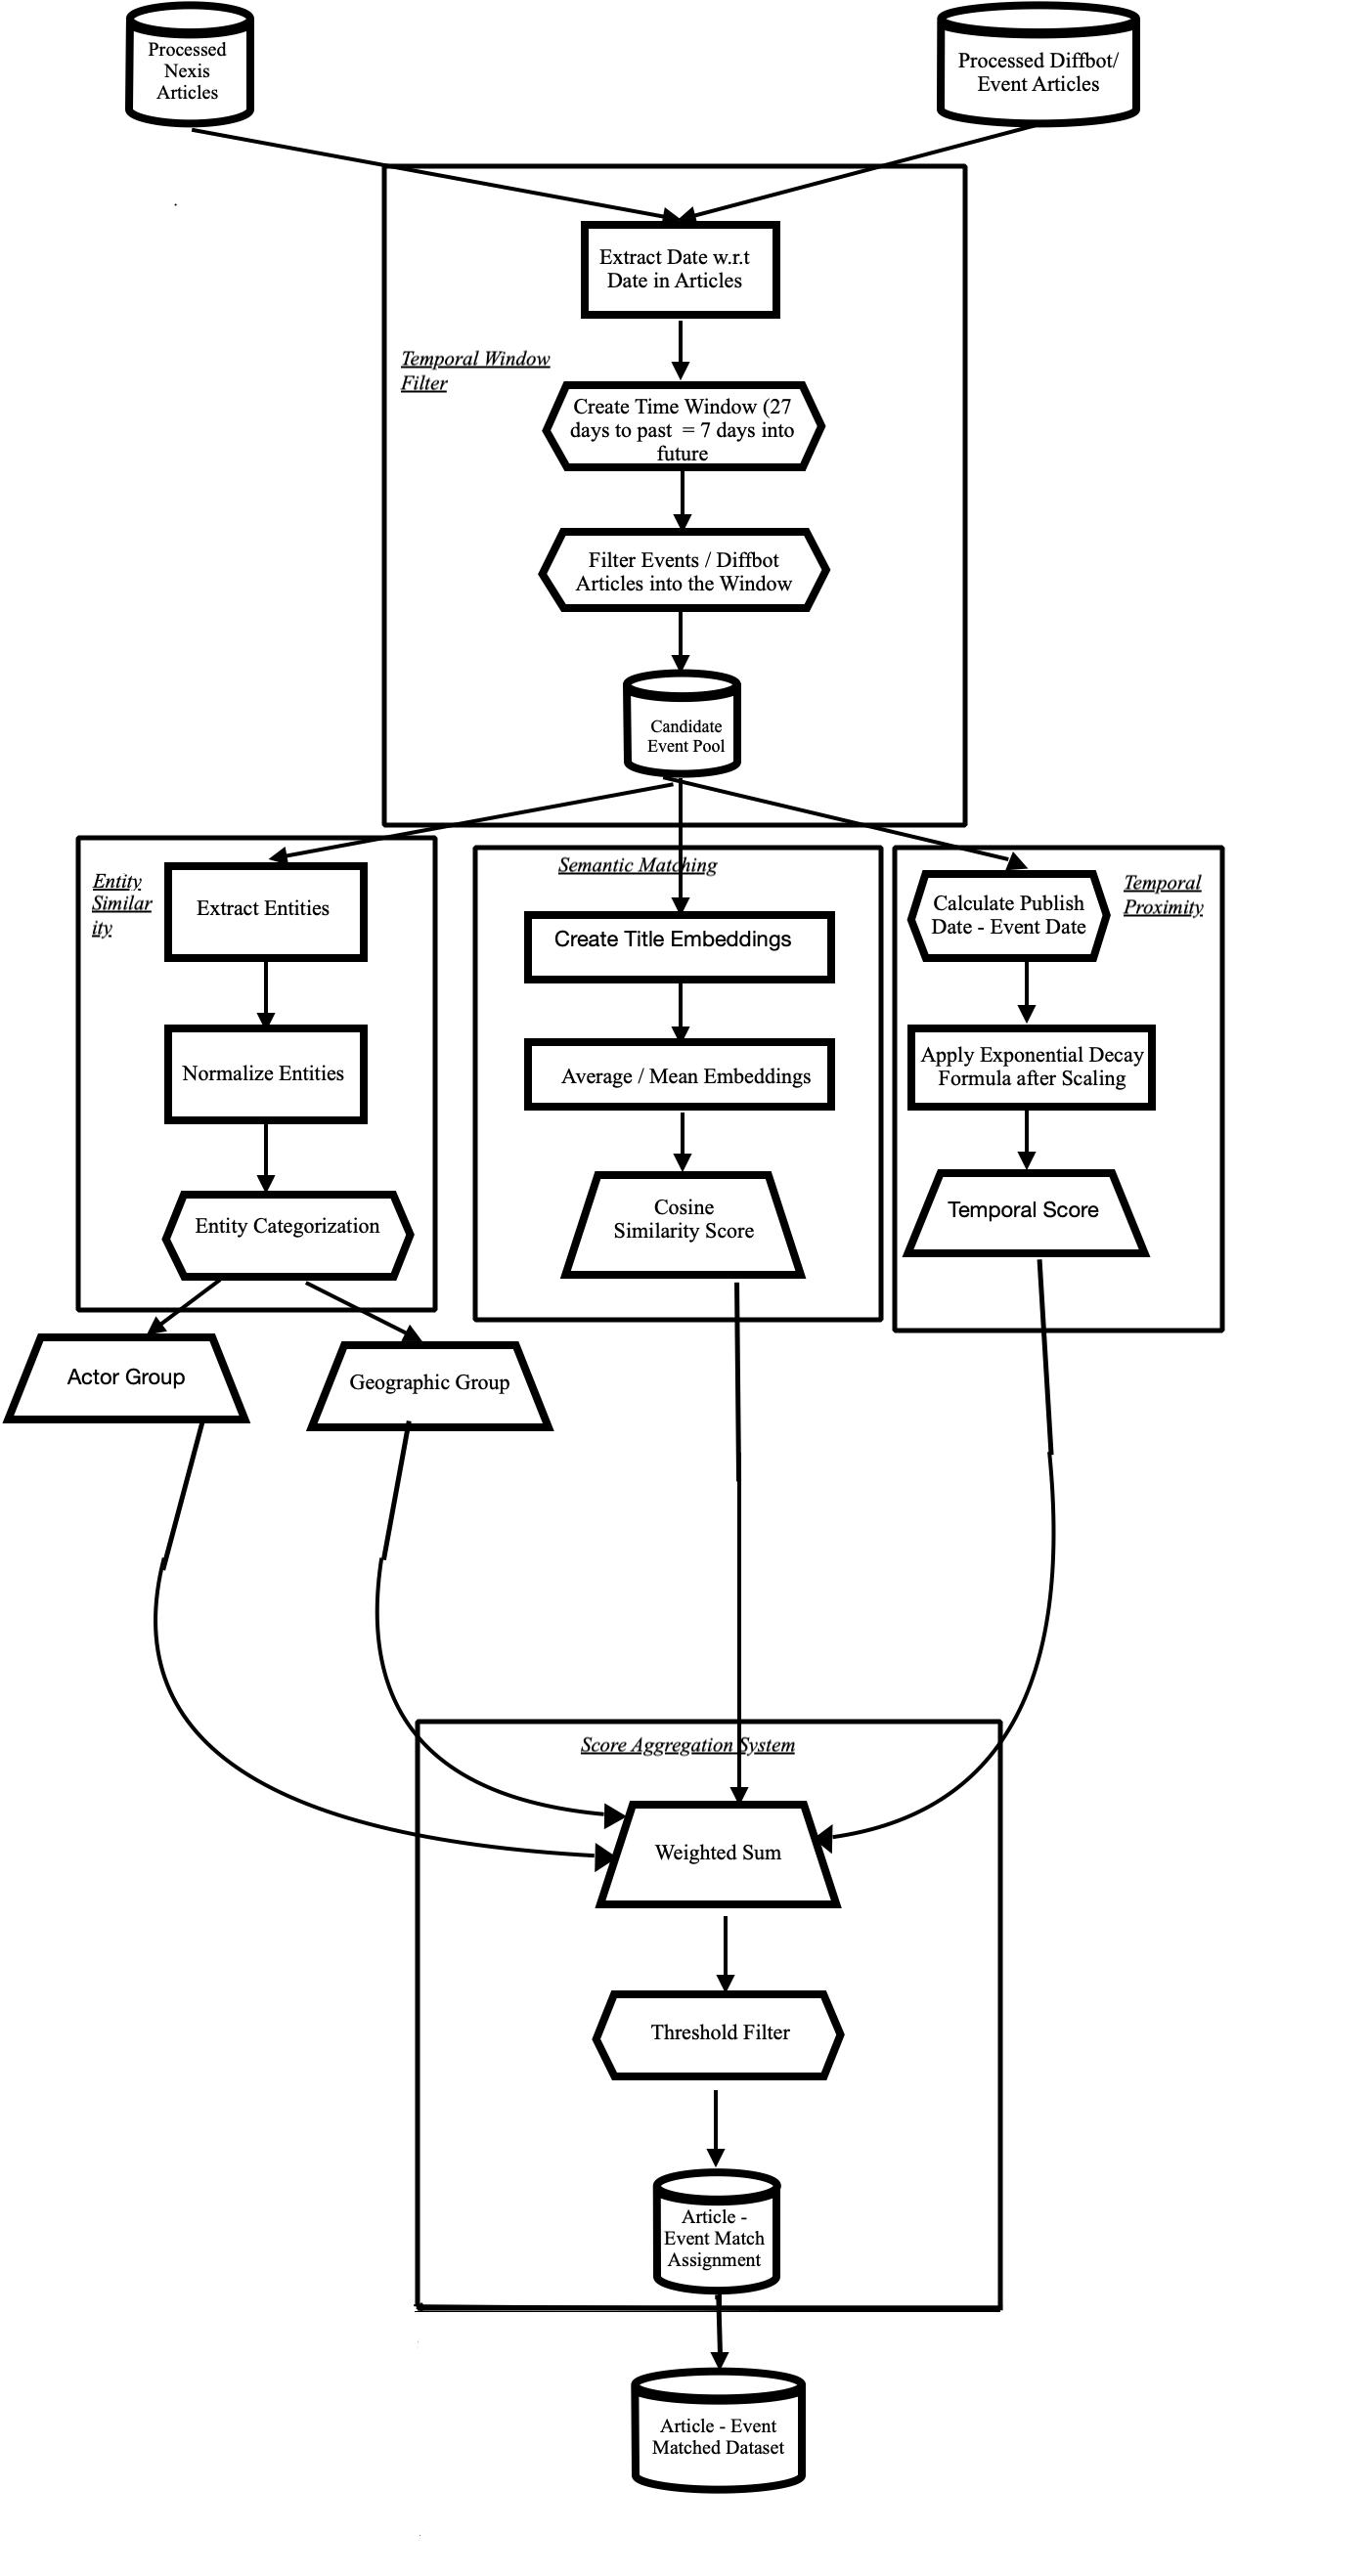 Processed
Nexis
Articles
Processed Diffbot/
Event Articles
Extract Date w.r.t
Date in Articles
Temporal Window
Filter
Create Time Window (27
days to past = 7 days into
future
Filter Events / Diffbot
Articles into the Window
Candidate
Event Pool
Entity
Similar
ity
Extract Entities
Normalize Entities
Entity Categorization
Actor Group
Geographic Group
Semantic Matching
Create Title Embeddings
Average / Mean Embeddings
Cosine
Similarity Score
Temporal
Proximity
Calculate Publish
Date - Event Date
Apply Exponential Decay
Formula after Scaling
Temporal Score
Score Aggregation System
Weighted Sum
Threshold Filter
Article -
Event Match
Assignment
Article - Event
Matched Dataset